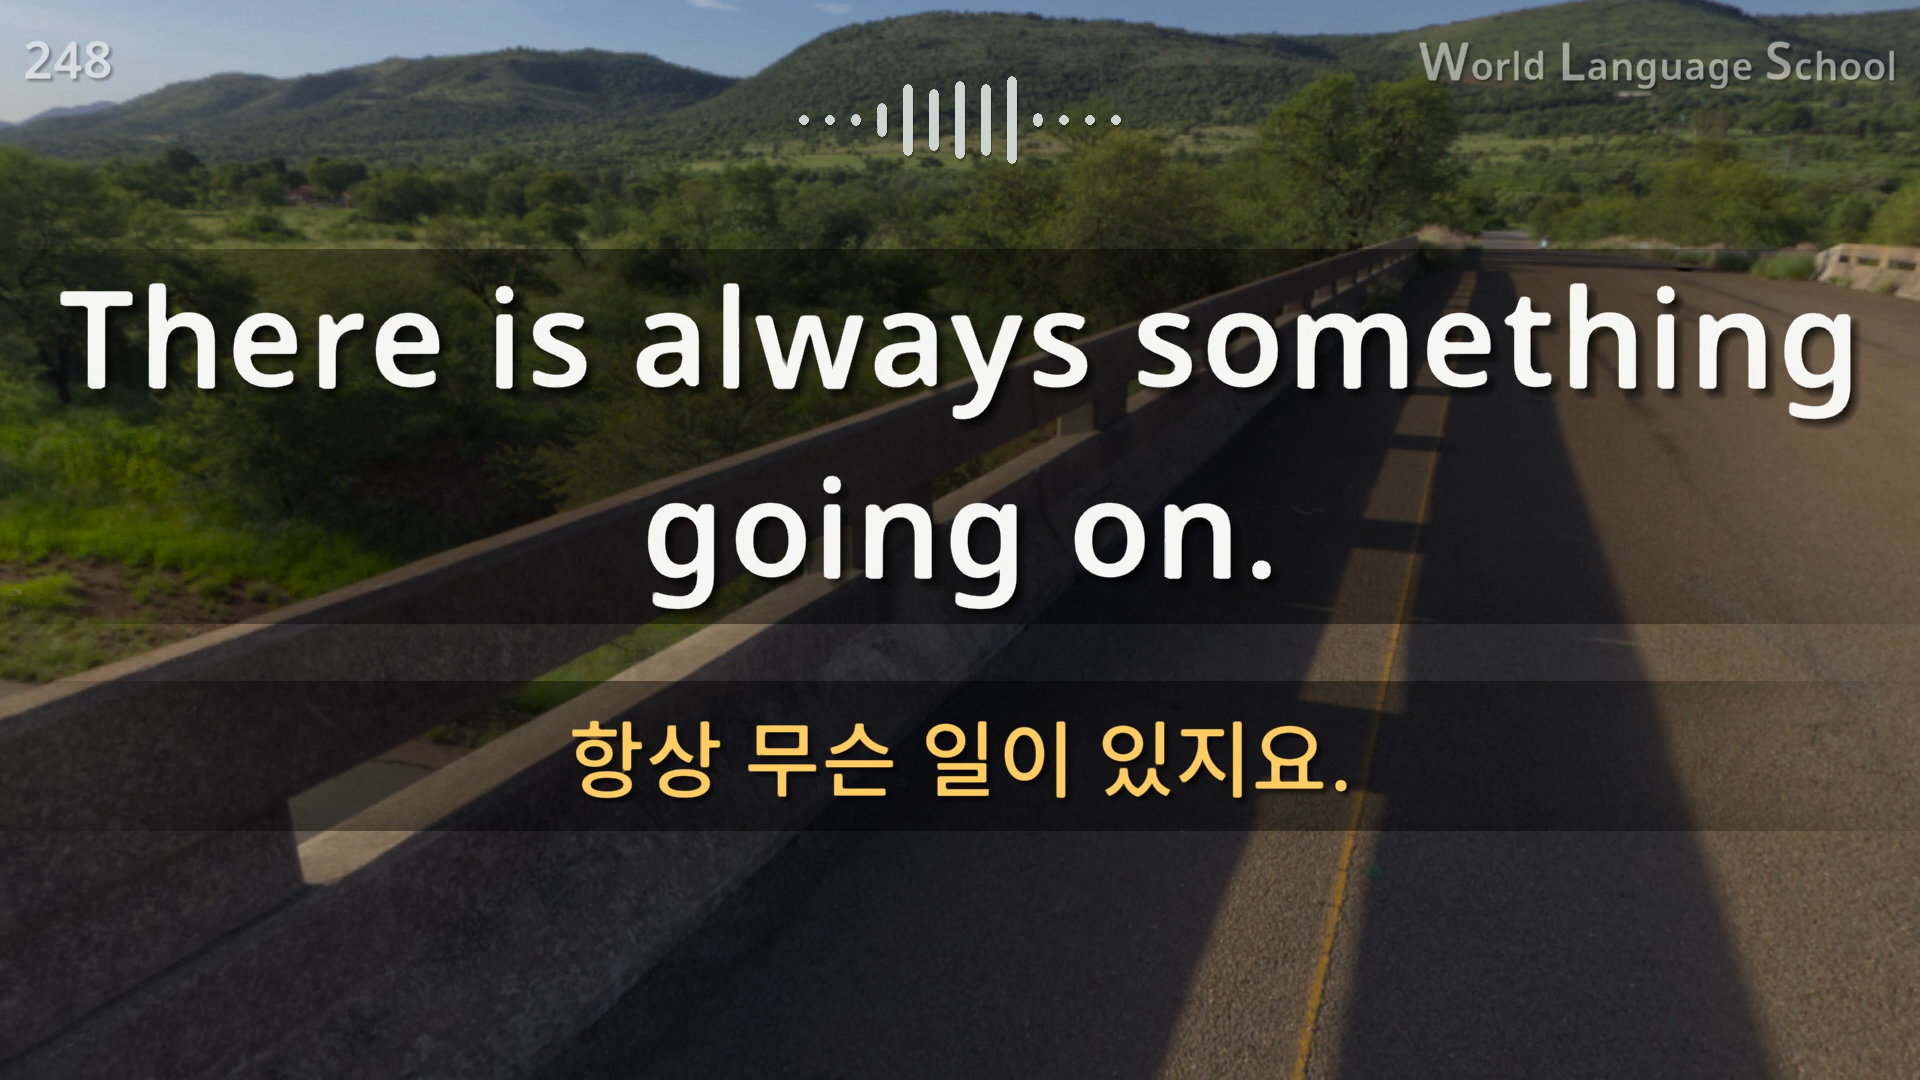 248
World Language School
There is always something
going on.
항상 무슨 일이 있지요.